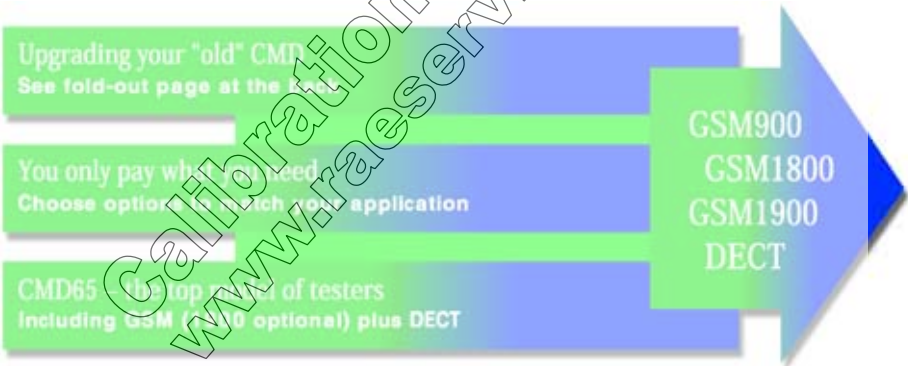 Upgrading your "old" CMD
See fold-out page at the back
You only pay what you need
Choose options to match your application
CMD65 – the top model of testers
Including GSM (1900 optional) plus DECT
GSM900
GSM1800
GSM1900
DECT
Calibration
www.raeserv